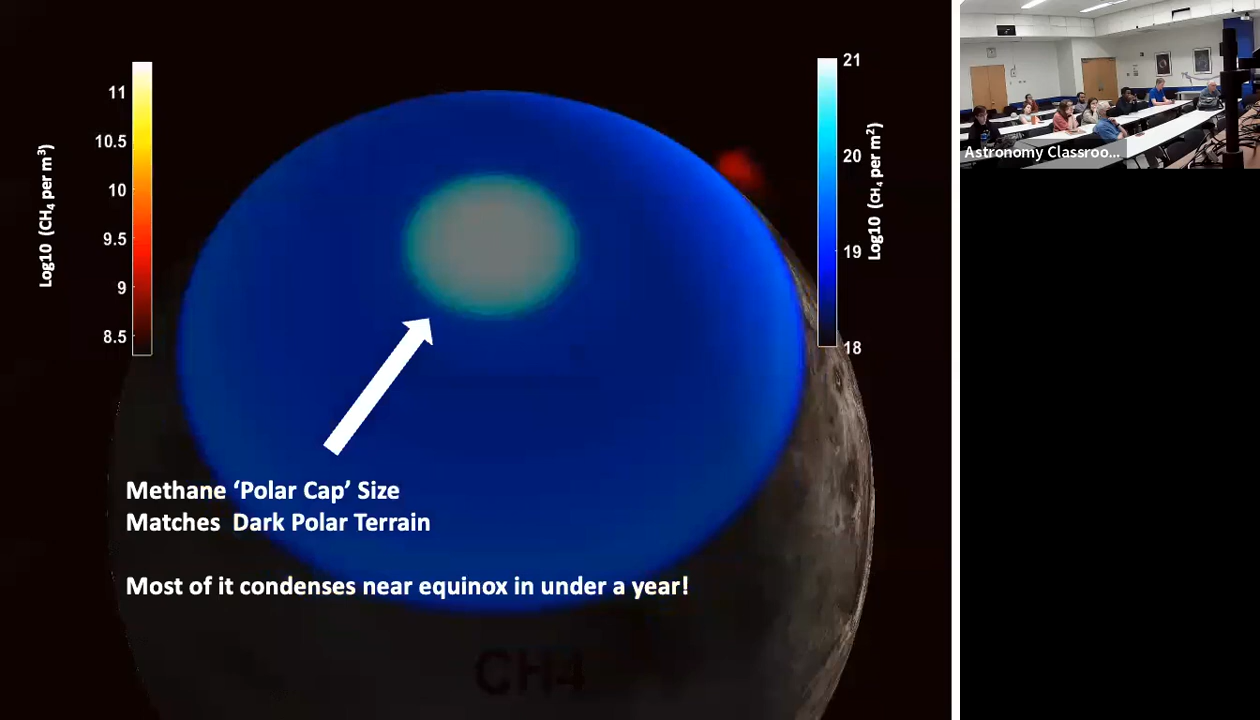 11
10.5
10
9.5
9
8.5
Log10 (CH₄ per m³)
21
20
19
18
Log10 (CH₄ per m²)
Methane ‘Polar Cap’ Size
Matches Dark Polar Terrain
Most of it condenses near equinox in under a year!
CH4
Astronomy Classroo...